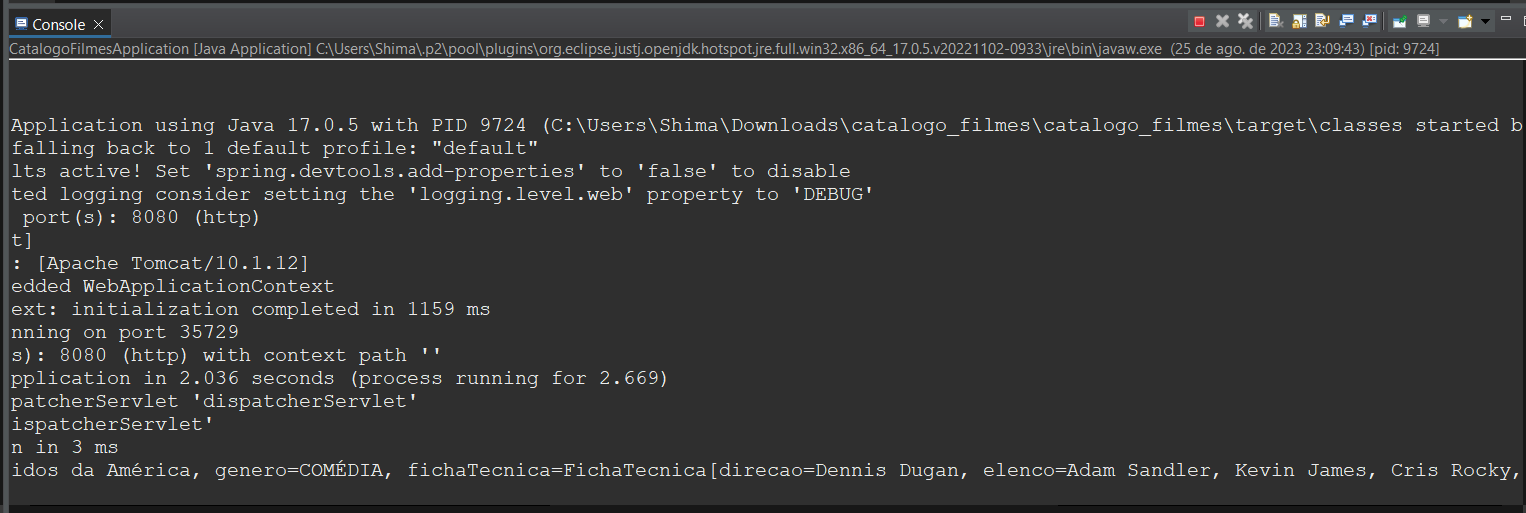 Console
CatalogoFilmesApplication [Java Application] C:\Users\Shima\.p2\pool\plugins\org.eclipse.justj.openjdk.hotspot.jre.full.win32.x86_64_17.0.5.v20221102-0933\jre\bin\javaw.exe (25 de ago. de 2023 23:09:43) [pid: 9724]
Application using Java 17.0.5 with PID 9724 (C:\Users\Shima\Downloads\catalogo_filmes\catalogo_filmes\target\classes started b
falling back to 1 default profile: "default"
lts active! Set 'spring.devtools.add-properties' to 'false' to disable
ted logging consider setting the 'logging.level.web' property to 'DEBUG'
port(s): 8080 (http)
t]
: [Apache Tomcat/10.1.12]
edded WebApplicationContext
ext: initialization completed in 1159 ms
nning on port 35729
s): 8080 (http) with context path ''
pplication in 2.036 seconds (process running for 2.669)
patcherServlet 'dispatcherServlet'
ispatcherServlet'
n in 3 ms
idos da América, genero=COMÉDIA, fichaTecnica=FichaTecnica[direcao=Dennis Dugan, elenco=Adam Sandler, Kevin James, Cris Rocky,